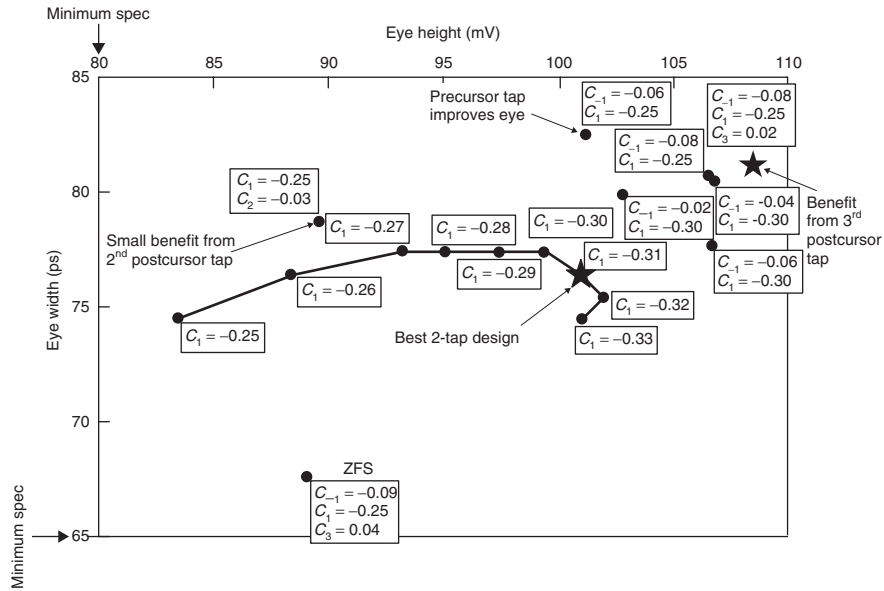 Minimum spec
Eye height (mV)
80 85 90 95 100 105 110
85
80
75
70
65
Eye width (ps)
Minimum spec
Precursor tap
improves eye
C₋₁ = –0.06
C₁ = –0.25
C₋₁ = –0.08
C₁ = –0.25
C₃ = 0.02
C₋₁ = –0.08
C₁ = –0.25
C₁ = –0.25
C₂ = –0.03
Small benefit from
2nd postcursor tap
C₁ = –0.27
C₁ = –0.28
C₁ = –0.30
C₋₁ = –0.02
C₁ = –0.30
C₋₁ = -0.04
C₁ = –0.30
Benefit
from 3rd
postcursor
tap
C₁ = –0.26
C₁ = –0.29
C₁ = –0.31
C₋₁ = –0.06
C₁ = –0.30
C₁ = –0.25
Best 2-tap design
C₁ = –0.32
C₁ = –0.33
ZFS
C₋₁ = –0.09
C₁ = –0.25
C₃ = 0.04